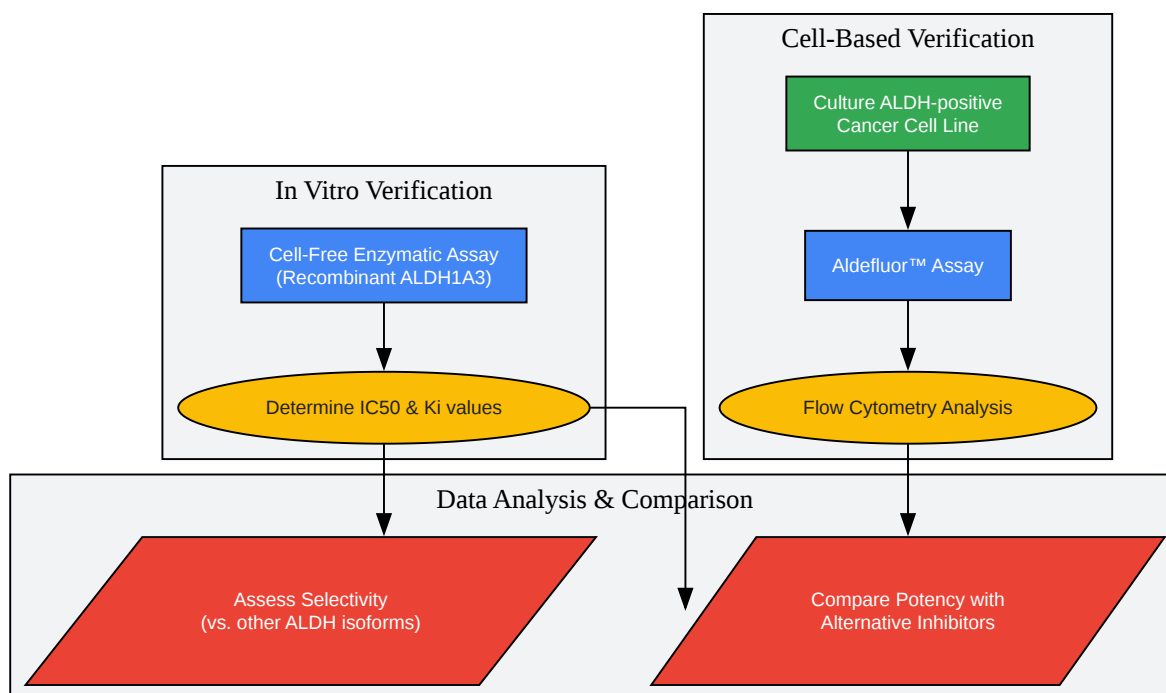 Cell-Based Verification
Culture ALDH-positive
Cancer Cell Line
In Vitro Verification
Cell-Free Enzymatic Assay
(Recombinant ALDH1A3)
Aldefluor™ Assay
Determine IC50 & Ki values
Flow Cytometry Analysis
Data Analysis & Comparison
Assess Selectivity
(vs. other ALDH isoforms)
Compare Potency with
Alternative Inhibitors